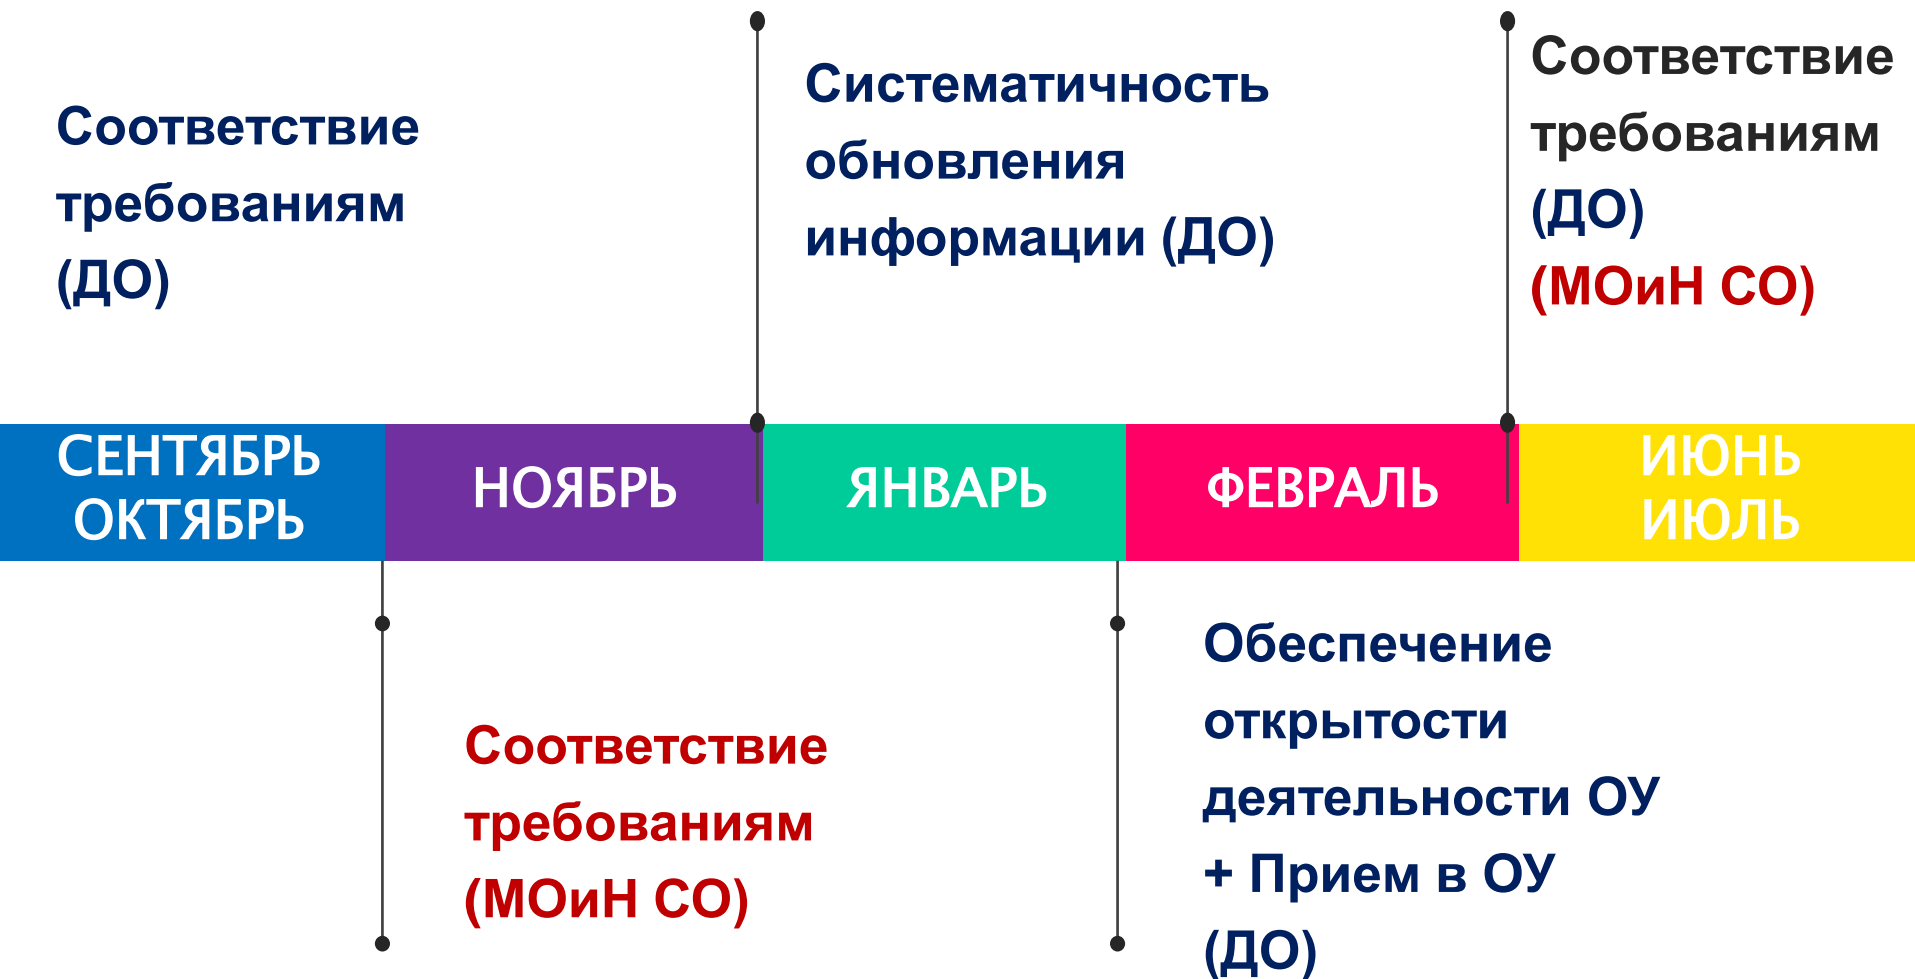 Соответствие
требованиям
(ДО)
Систематичность
обновления
информации (ДО)
Соответствие
требованиям
(ДО)
(МОиН СО)
СЕНТЯБРЬ
ОКТЯБРЬ
НОЯБРЬ
ЯНВАРЬ
ФЕВРАЛЬ
ИЮНЬ
ИЮЛЬ
Соответствие
требованиям
(МОиН СО)
Обеспечение
открытости
деятельности ОУ
+ Прием в ОУ
(ДО)